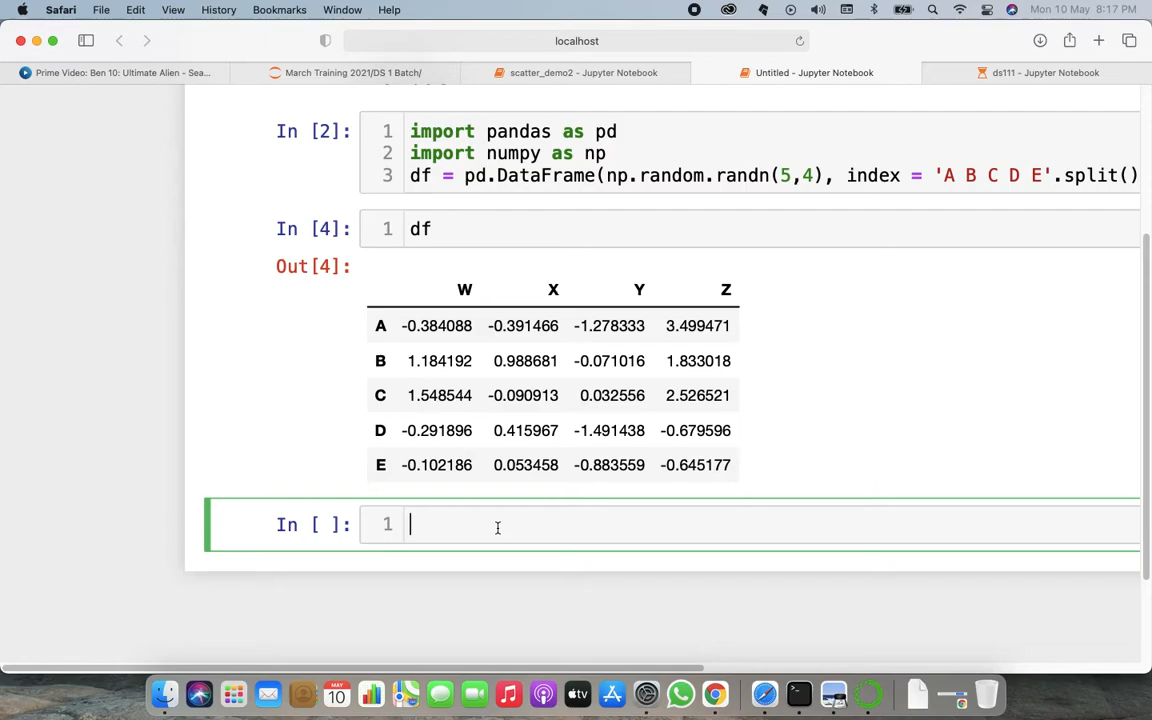 Safari File Edit View History Bookmarks Window Help Mon 10 May 8:17 PM
localhost
Prime Video: Ben 10: Ultimate Alien - Sea... March Training 2021/DS 1 Batch/ scatter_demo2 - Jupyter Notebook Untitled - Jupyter Notebook ds111 - Jupyter Notebook
In [2]: 1 import pandas as pd
2 import numpy as np
3 df = pd.DataFrame(np.random.randn(5,4), index = 'A B C D E'.split()
In [4]: 1 df
Out[4]:
W X Y Z
A -0.384088 -0.391466 -1.278333 3.499471
B 1.184192 0.988681 -0.071016 1.833018
C 1.548544 -0.090913 0.032556 2.526521
D -0.291896 0.415967 -1.491438 -0.679596
E -0.102186 0.053458 -0.883559 -0.645177
In [ ]: 1
MAY
10
tv